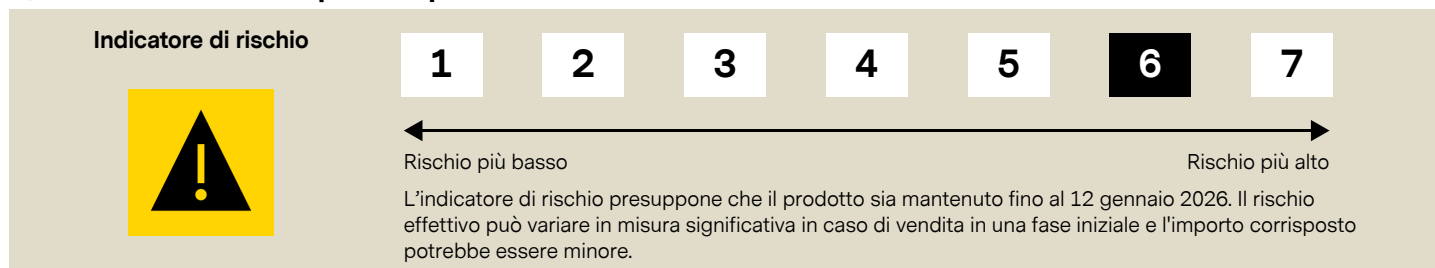 Indicatore di rischio
1 2 3 4 5 6 7
Rischio più basso Rischio più alto
L'indicatore di rischio presuppone che il prodotto sia mantenuto fino al 12 gennaio 2026. Il rischio
effettivo può variare in misura significativa in caso di vendita in una fase iniziale e l'importo corrisposto
potrebbe essere minore.